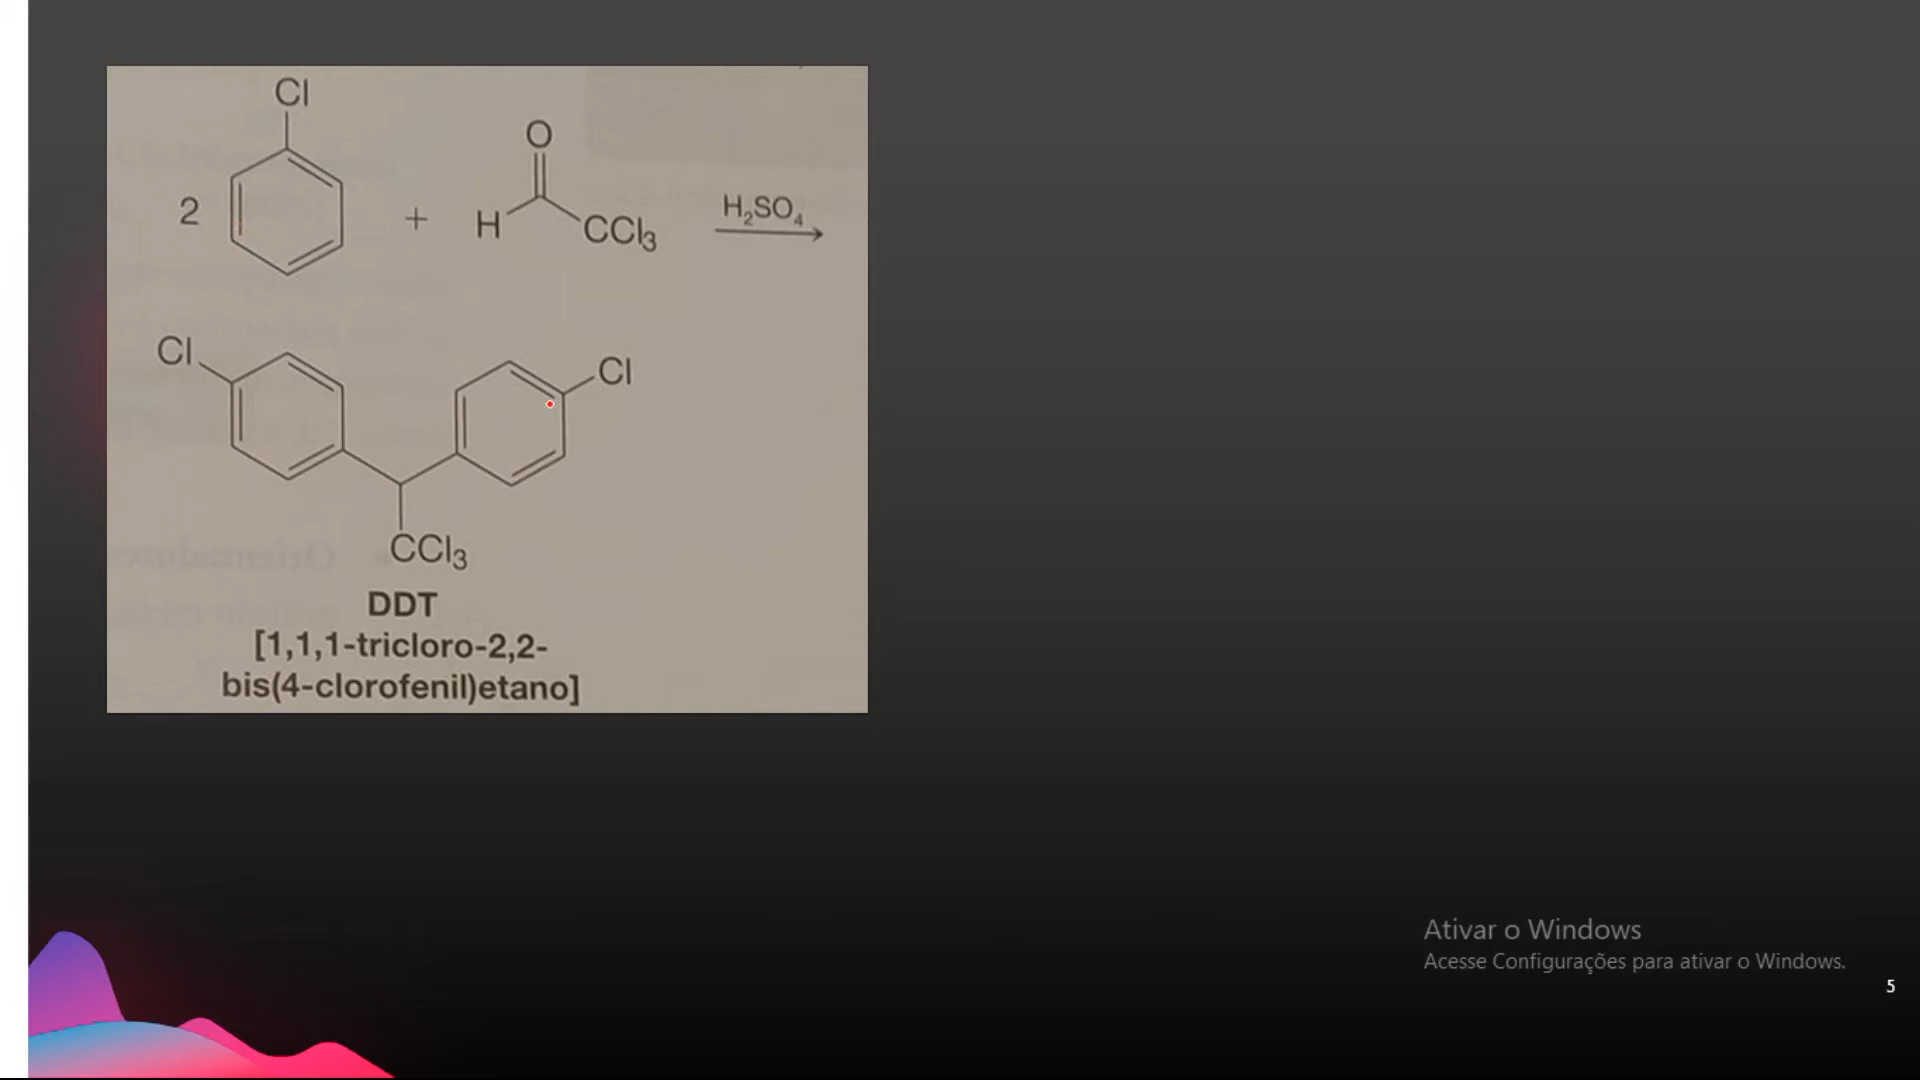 Cl
O
2
+
H
CCl₃
H₂SO₄
Cl
Cl
CCl₃
DDT
[1,1,1-tricloro-2,2-
bis(4-clorofenil)etano]
Ativar o Windows
Acesse Configurações para ativar o Windows.
5